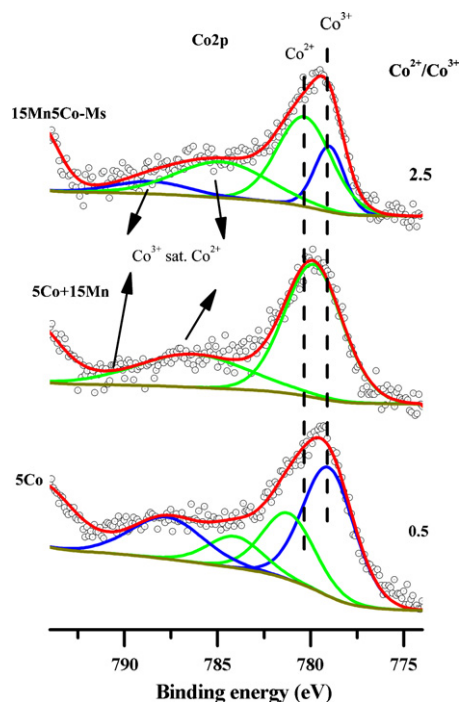 Co³⁺
Co2p
Co²⁺
Co²⁺/Co³⁺
15Mn5Co-Ms
2.5
Co³⁺ sat. Co²⁺
5Co+15Mn
5Co
0.5
790 785 780 775
Binding energy (eV)